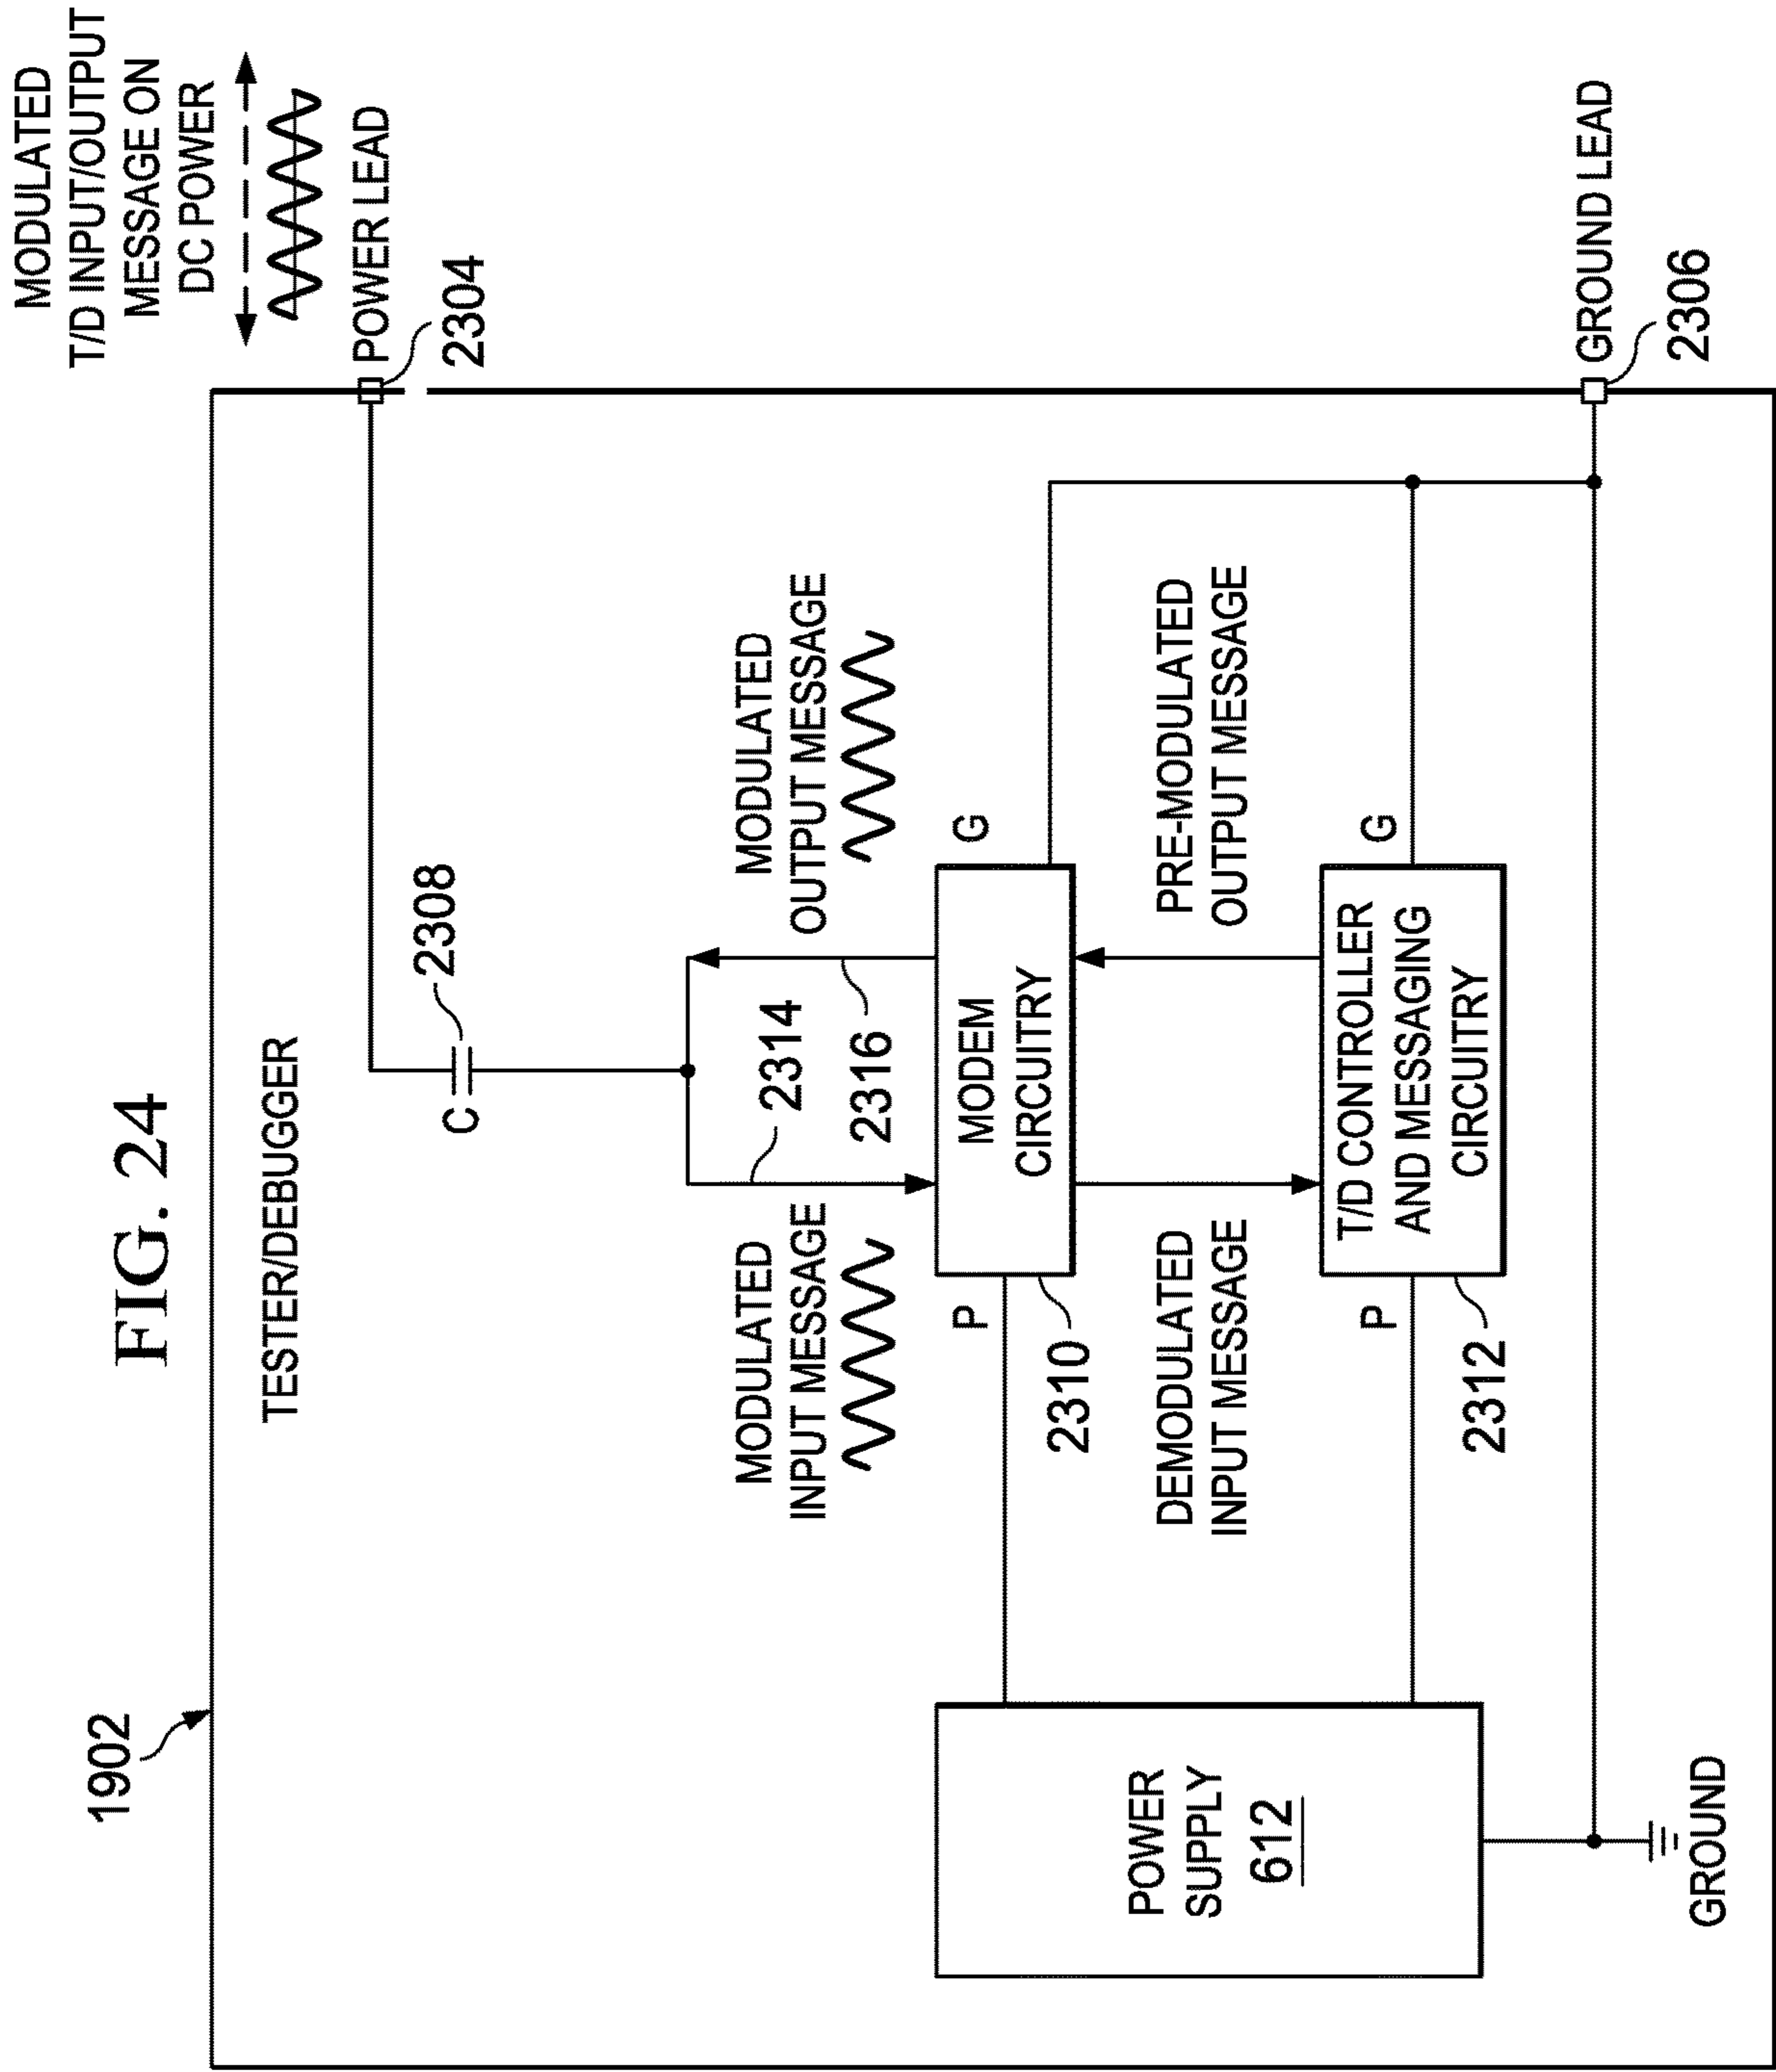 FIG. 24
1902
TESTER/DEBUGGER
MODULATED
T/D INPUT/OUTPUT
MESSAGE ON
DC POWER
POWER LEAD
2304
C
2308
2314
2316
MODULATED
INPUT MESSAGE
MODULATED
OUTPUT MESSAGE
P
MODEM
CIRCUITRY
G
2310
DEMODULATED
INPUT MESSAGE
PRE-MODULATED
OUTPUT MESSAGE
POWER
SUPPLY
612
P
T/D CONTROLLER
AND MESSAGING
CIRCUITRY
G
2312
GROUND LEAD
2306
GROUND